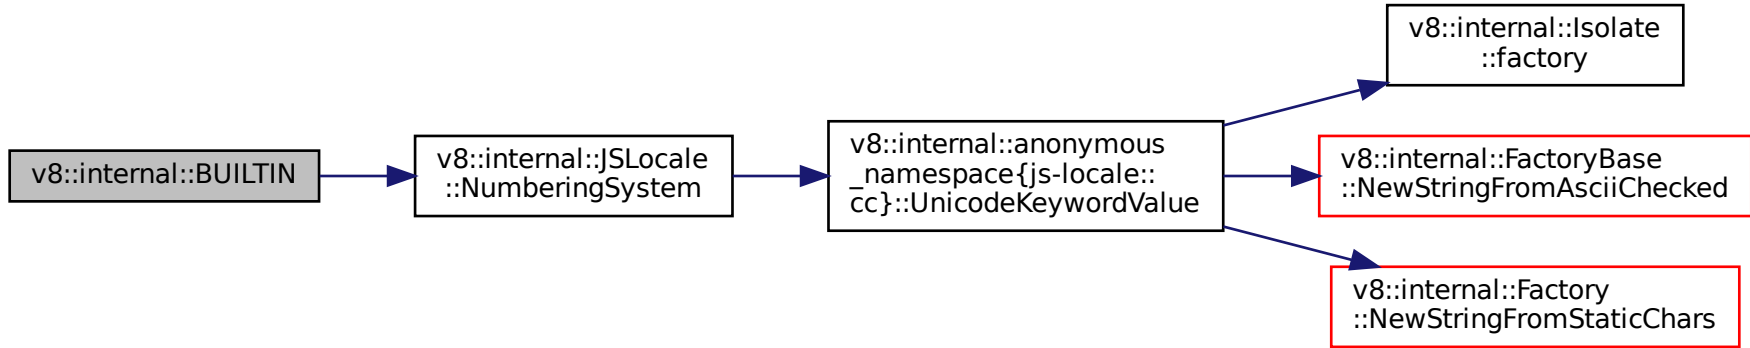 v8::internal::BUILTIN
v8::internal::JSLocale
::NumberingSystem
v8::internal::anonymous
_namespace{js-locale::
cc}::UnicodeKeywordValue
v8::internal::Isolate
::factory
v8::internal::FactoryBase
::NewStringFromAsciiChecked
v8::internal::Factory
::NewStringFromStaticChars